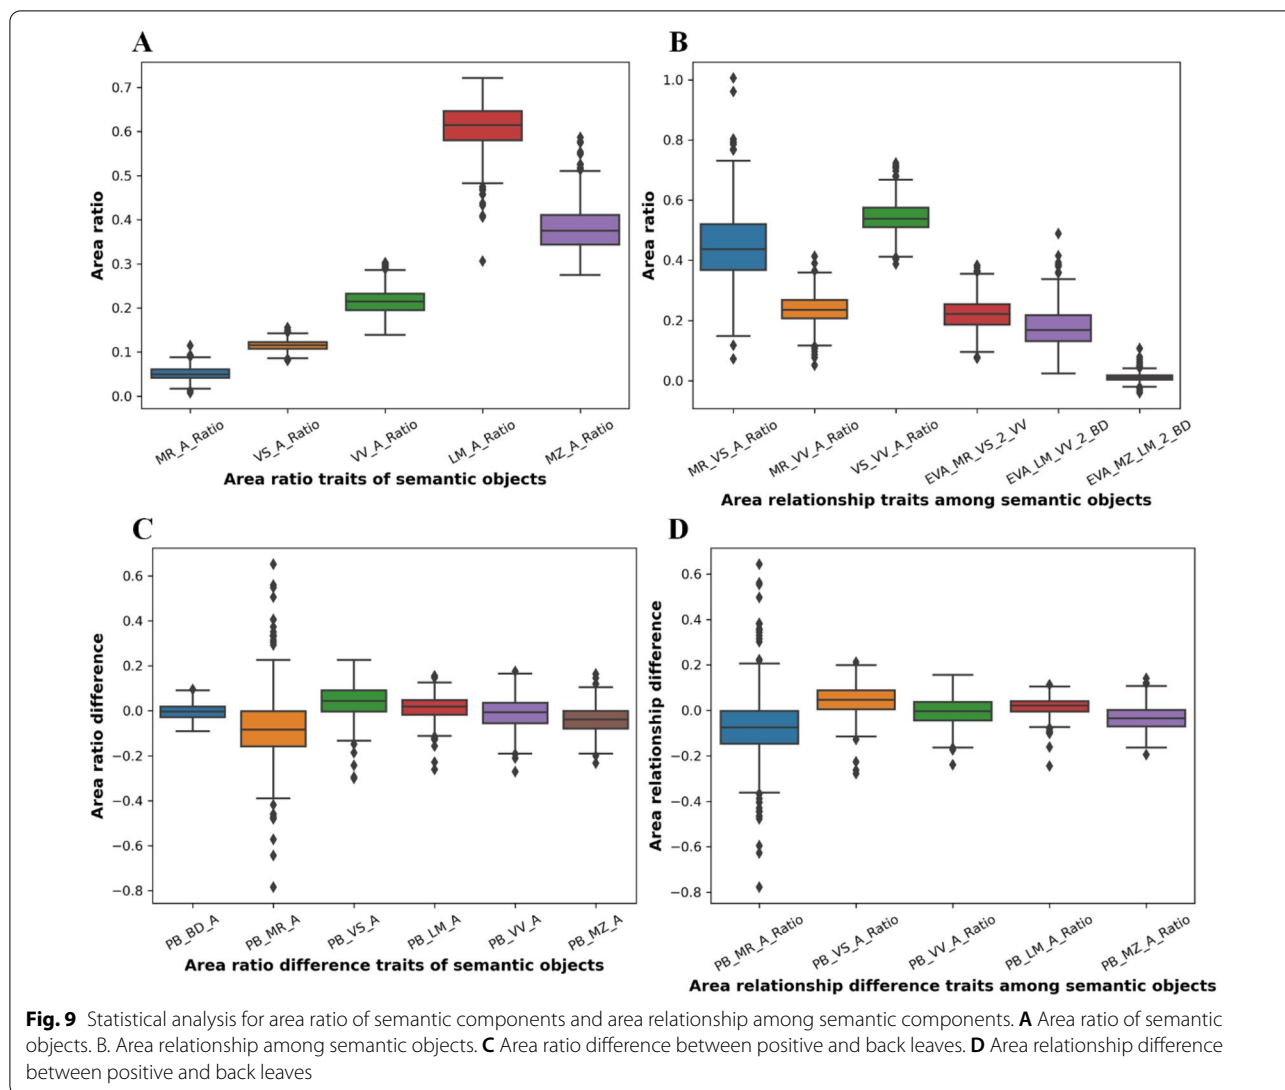 A
0.7
0.6
0.5
0.4
0.3
0.2
0.1
0.0
Area ratio
MR_A_Ratio
VS_A_Ratio
VV_A_Ratio
LM_A_Ratio
MZ_A_Ratio
Area ratio traits of semantic objects
B
1.0
0.8
0.6
0.4
0.2
0.0
Area ratio
MR_VS_A_Ratio
MR_VV_A_Ratio
VS_VV_A_Ratio
EVA_MR_VS_2_VV
EVA_LM_VV_2_BD
EVA_MZ_LM_2_BD
Area relationship traits among semantic objects
C
0.6
0.4
0.2
0.0
−0.2
−0.4
−0.6
−0.8
Area ratio difference
PB_BD_A
PB_MR_A
PB_VS_A
PB_LM_A
PB_VV_A
PB_MZ_A
Area ratio difference traits of semantic objects
D
0.6
0.4
0.2
0.0
−0.2
−0.4
−0.6
−0.8
Area relationship difference
PB_MR_A_Ratio
PB_VS_A_Ratio
PB_VV_A_Ratio
PB_LM_A_Ratio
PB_MZ_A_Ratio
Area relationship difference traits among semantic objects
Fig. 9 Statistical analysis for area ratio of semantic components and area relationship among semantic components. A Area ratio of semantic
objects. B. Area relationship among semantic objects. C Area ratio difference between positive and back leaves. D Area relationship difference
between positive and back leaves